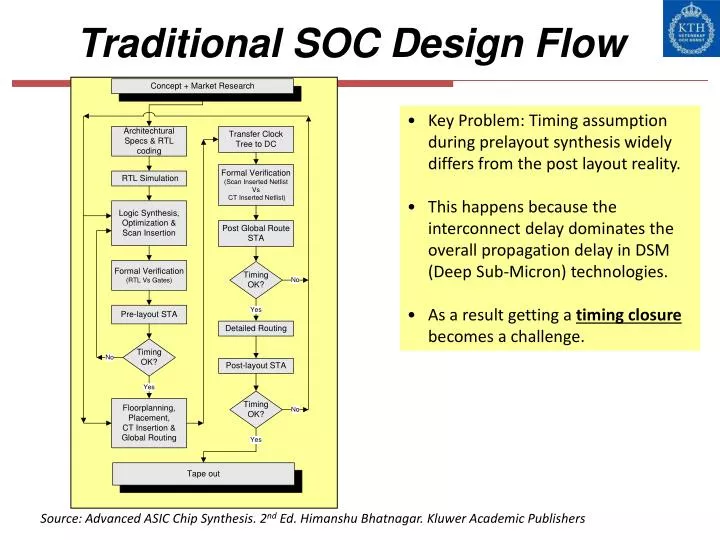 Traditional SOC Design Flow
KTH
VETENSKAP
OCH KONST
Concept + Market Research
Architechtural
Specs & RTL
coding
RTL Simulation
Logic Synthesis,
Optimization &
Scan Insertion
Formal Verification
(RTL Vs Gates)
Pre-layout STA
Timing
OK?
No
Yes
Floorplanning,
Placement,
CT Insertion &
Global Routing
Transfer Clock
Tree to DC
Formal Verification
(Scan Inserted Netlist
Vs
CT Inserted Netlist)
Post Global Route
STA
Timing
OK?
No
Yes
Detailed Routing
Post-layout STA
Timing
OK?
No
Yes
Tape out
• Key Problem: Timing assumption
during prelayout synthesis widely
differs from the post layout reality.
• This happens because the
interconnect delay dominates the
overall propagation delay in DSM
(Deep Sub-Micron) technologies.
• As a result getting a timing closure
becomes a challenge.
Source: Advanced ASIC Chip Synthesis. 2nd Ed. Himanshu Bhatnagar. Kluwer Academic Publishers